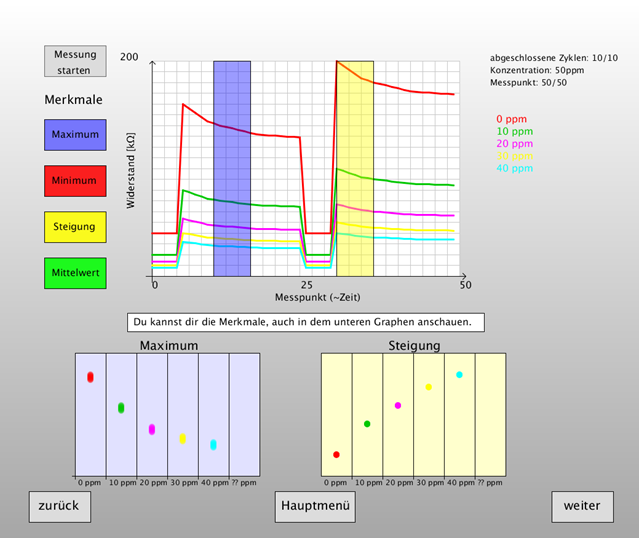 Messung
starten
Merkmale
Maximum
Minimum
Steigung
Mittelwert
200
Widerstand [kΩ]
0
25
50
Messpunkt (~Zeit)
abgeschlossene Zyklen: 10/10
Konzentration: 50ppm
Messpunkt: 50/50
0 ppm
10 ppm
20 ppm
30 ppm
40 ppm
Du kannst dir die Merkmale, auch in dem unteren Graphen anschauen.
Maximum
0 ppm 10 ppm 20 ppm 30 ppm 40 ppm ?? ppm
Steigung
0 ppm 10 ppm 20 ppm 30 ppm 40 ppm ?? ppm
zurück
Hauptmenü
weiter